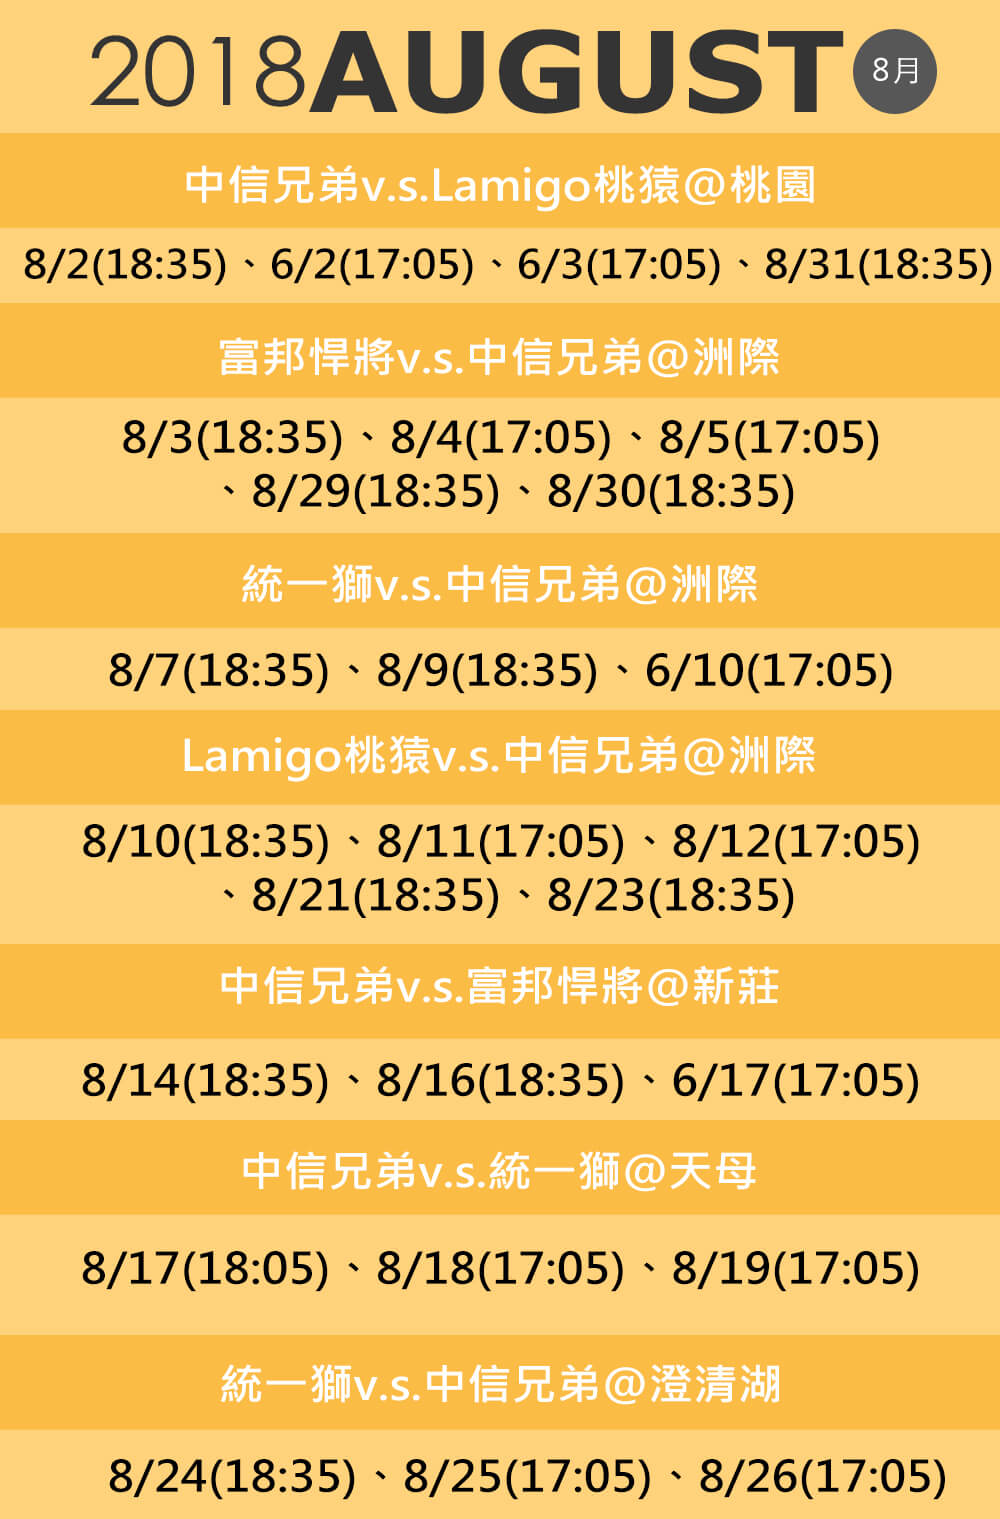 2018AUGUST 8月
中信兄弟v.s.Lamigo桃猿@桃園
8/2(18:35)、6/2(17:05)、6/3(17:05)、8/31(18:35)
富邦悍將v.s.中信兄弟@洲際
8/3(18:35)、8/4(17:05)、8/5(17:05)
、8/29(18:35)、8/30(18:35)
統一獅v.s.中信兄弟@洲際
8/7(18:35)、8/9(18:35)、6/10(17:05)
Lamigo桃猿v.s.中信兄弟@洲際
8/10(18:35)、8/11(17:05)、8/12(17:05)
、8/21(18:35)、8/23(18:35)
中信兄弟v.s.富邦悍將@新莊
8/14(18:35)、8/16(18:35)、6/17(17:05)
中信兄弟v.s.統一獅@天母
8/17(18:05)、8/18(17:05)、8/19(17:05)
統一獅v.s.中信兄弟@澄清湖
8/24(18:35)、8/25(17:05)、8/26(17:05)